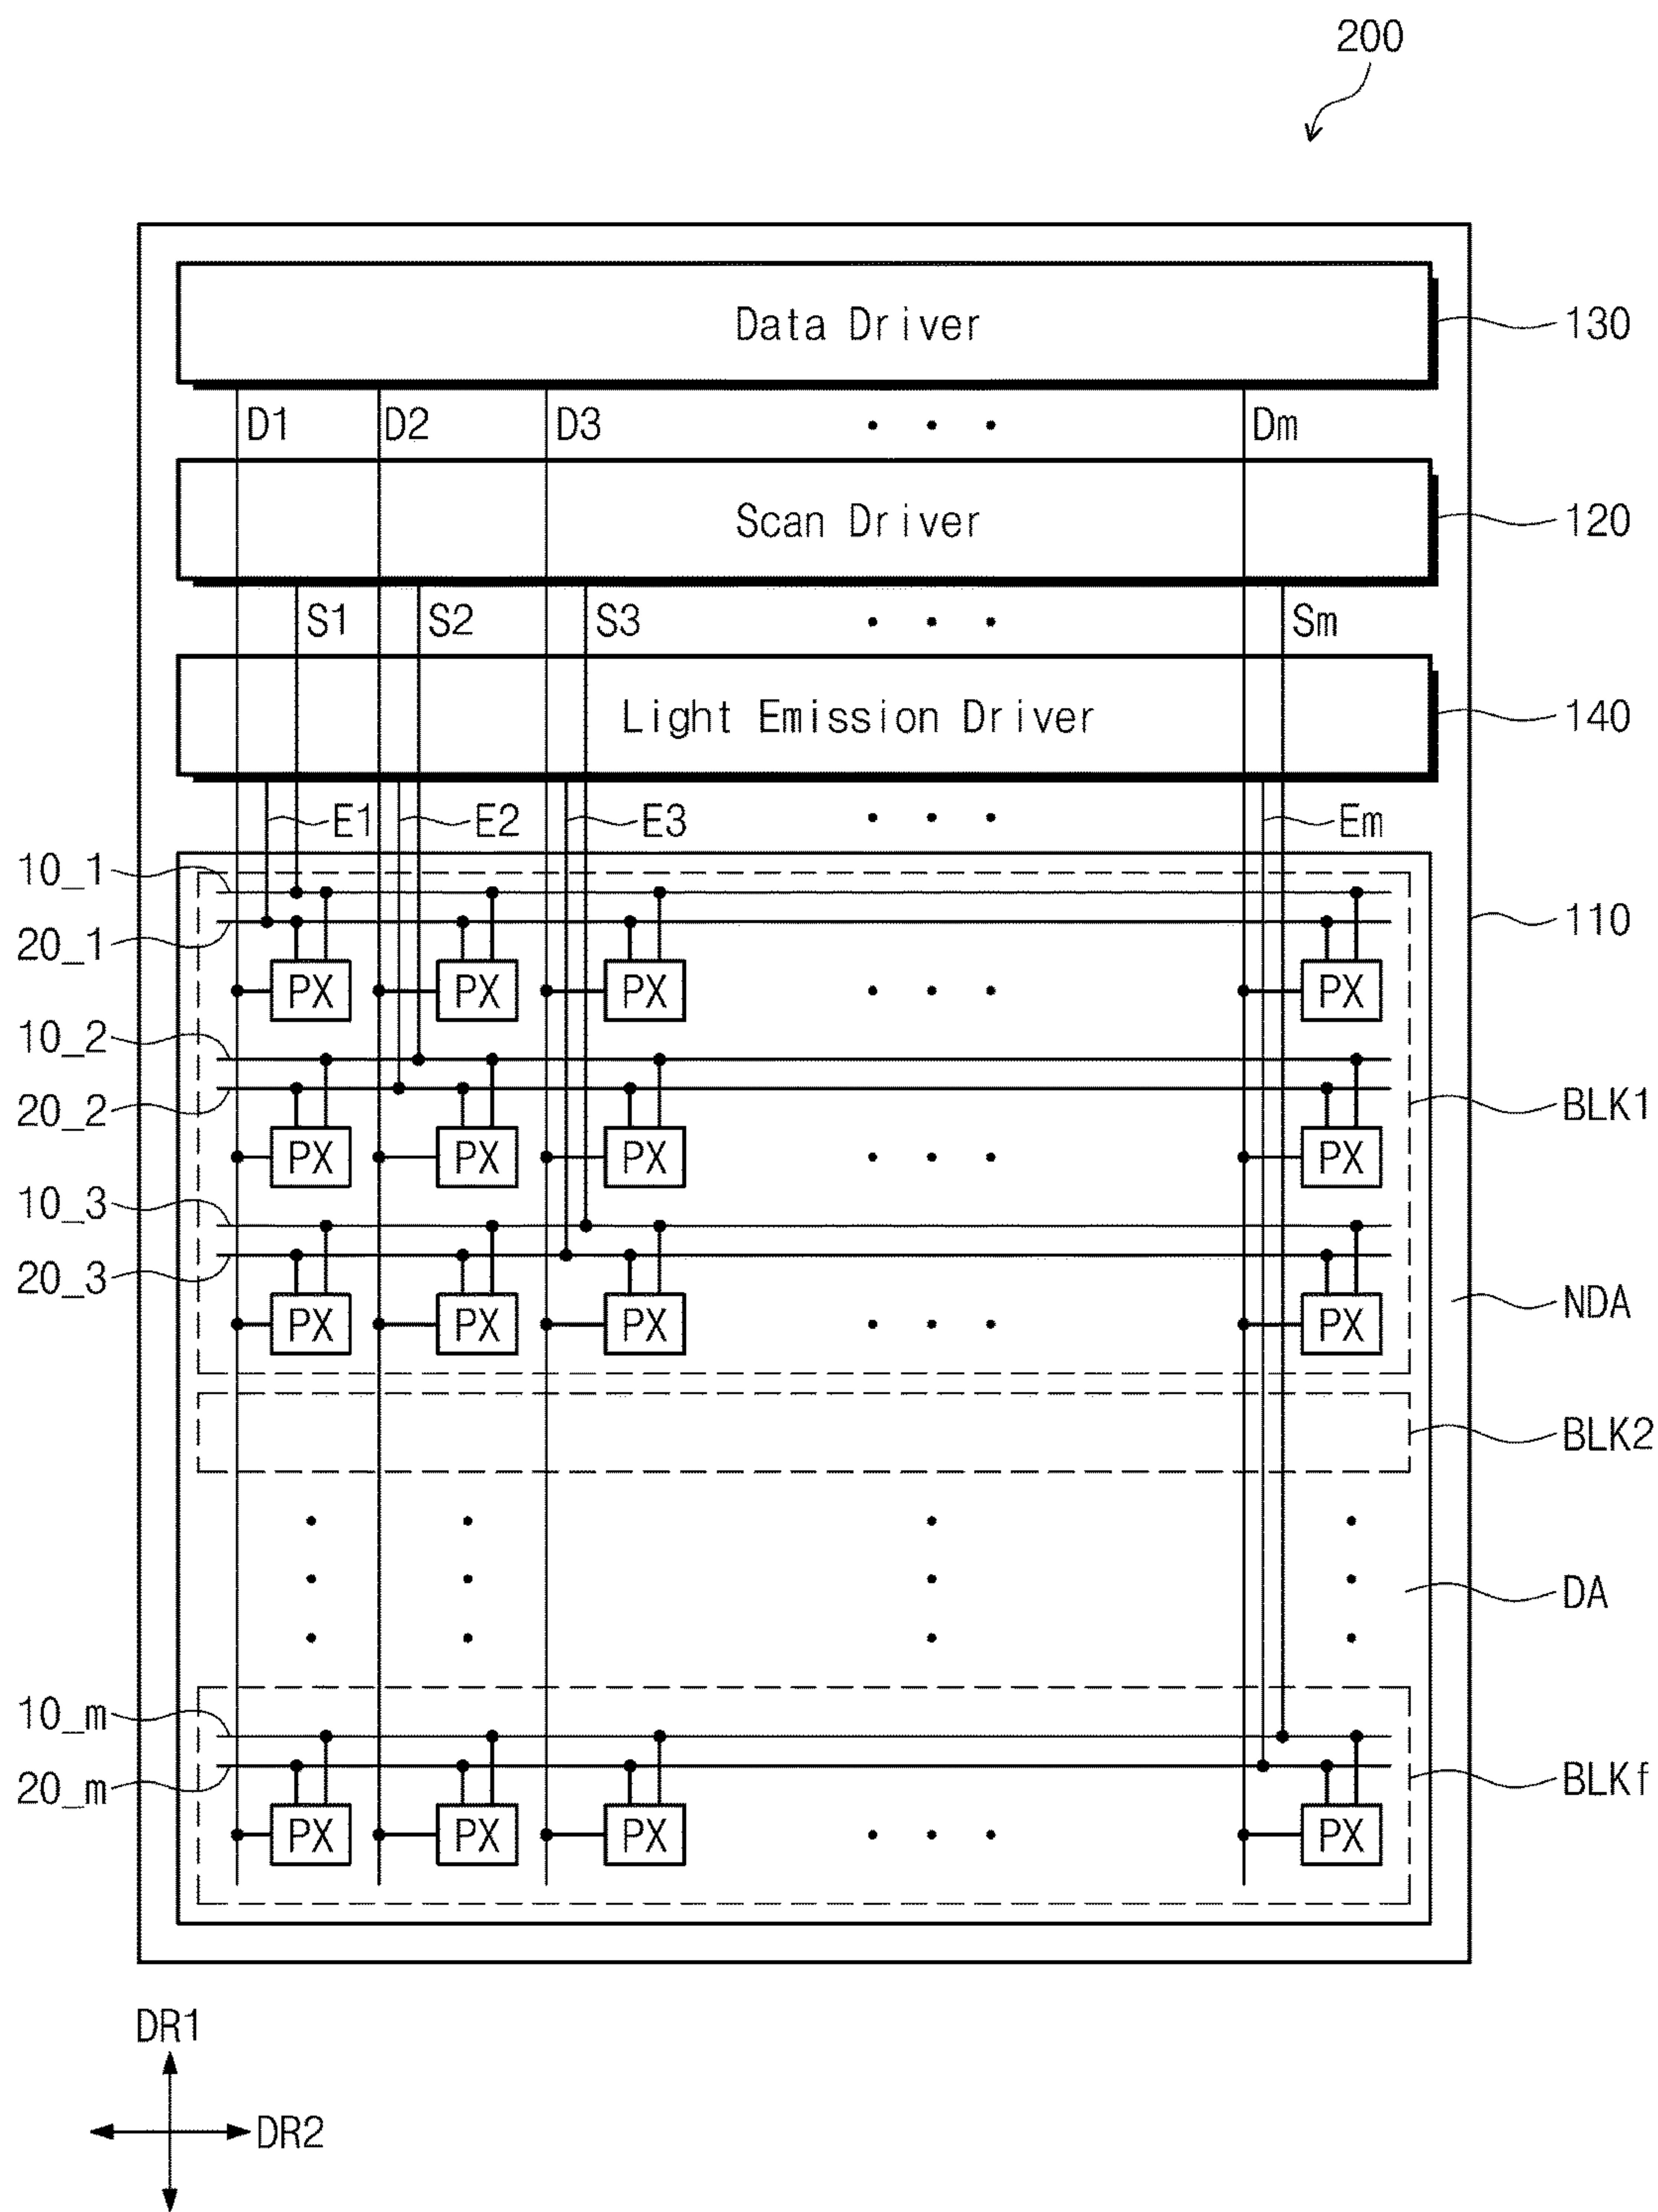 200
Data Driver
130
D1 D2 D3 Dm
Scan Driver
120
S1 S2 S3 Sm
Light Emission Driver
140
E1 E2 E3 Em
10_1
20_1
110
PX PX PX PX
10_2
20_2
BLK1
PX PX PX PX
10_3
20_3
NDA
PX PX PX PX
BLK2
DA
10_m
20_m
BLKf
PX PX PX PX
DR1
DR2